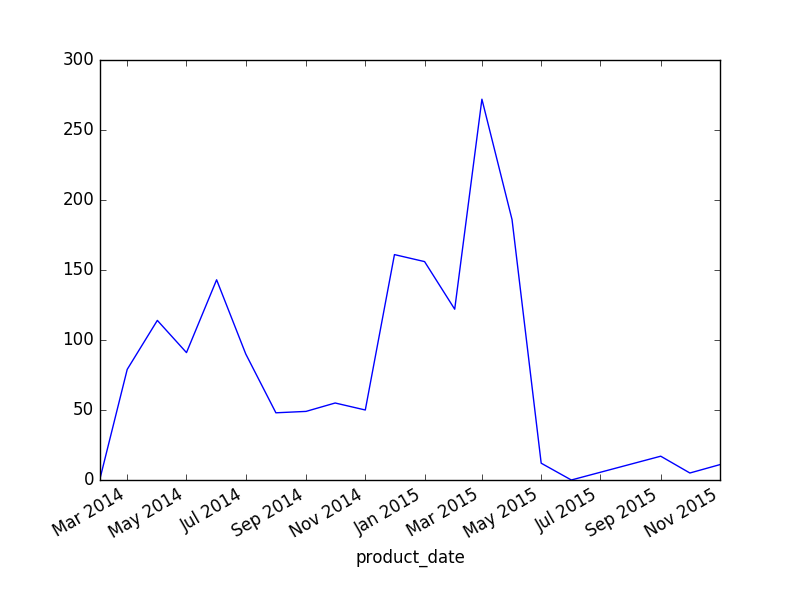 300
250
200
150
100
50
0
Mar 2014
May 2014
Jul 2014
Sep 2014
Nov 2014
Jan 2015
Mar 2015
May 2015
Jul 2015
Sep 2015
Nov 2015
product_date